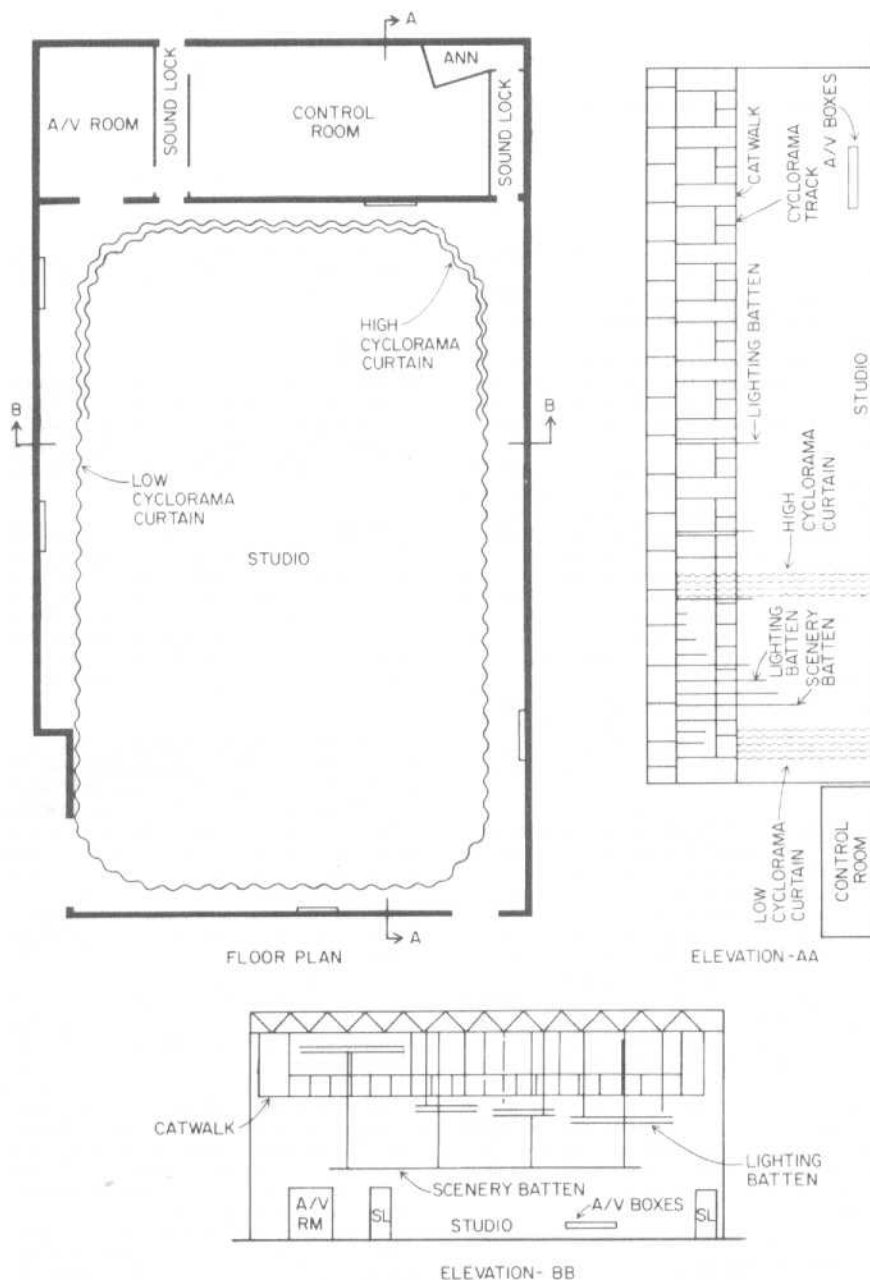 A
ANN
A/V ROOM
SOUND LOCK
CONTROL
ROOM
SOUND LOCK
HIGH
CYCLORAMA
CURTAIN
B
B
LOW
CYCLORAMA
CURTAIN
STUDIO
A
FLOOR PLAN
CATWALK
CYCLORAMA
TRACK
A/V BOXES
LIGHTING BATTEN
STUDIO
HIGH
CYCLORAMA
CURTAIN
LIGHTING
BATTEN
SCENERY
BATTEN
LOW
CYCLORAMA
CURTAIN
CONTROL
ROOM
ELEVATION-AA
CATWALK
LIGHTING
BATTEN
SCENERY BATTEN
A/V
RM
SL
STUDIO
A/V BOXES
SL
ELEVATION- BB